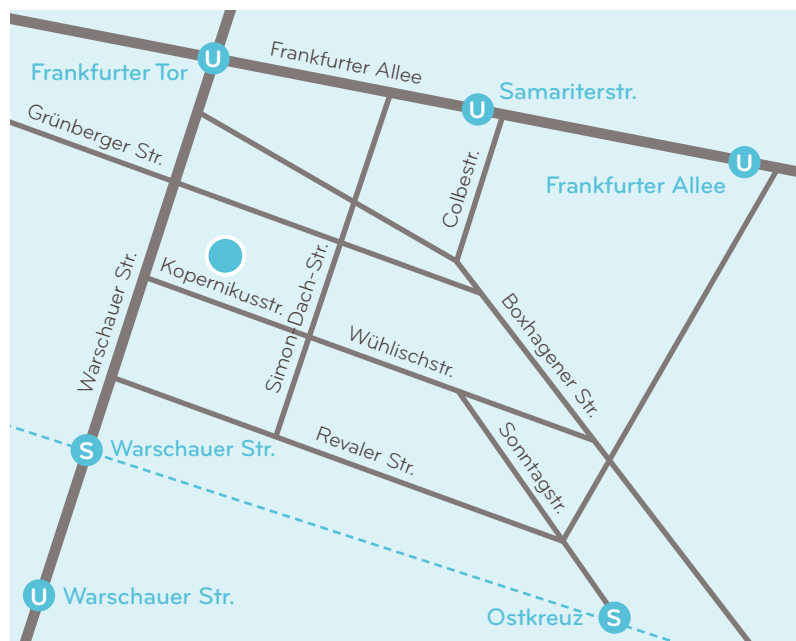 U
Frankfurter Allee
Frankfurter Tor
U
Samariterstr.
Grünberger Str.
Colbestr.
U
Frankfurter Allee
Kopernikusstr.
Simon-Dach-Str.
Warschauer Str.
Boxhagener Str.
Wühlischstr.
Revaler Str.
Sonntagstr.
S Warschauer Str.
U Warschauer Str.
Ostkreuz S